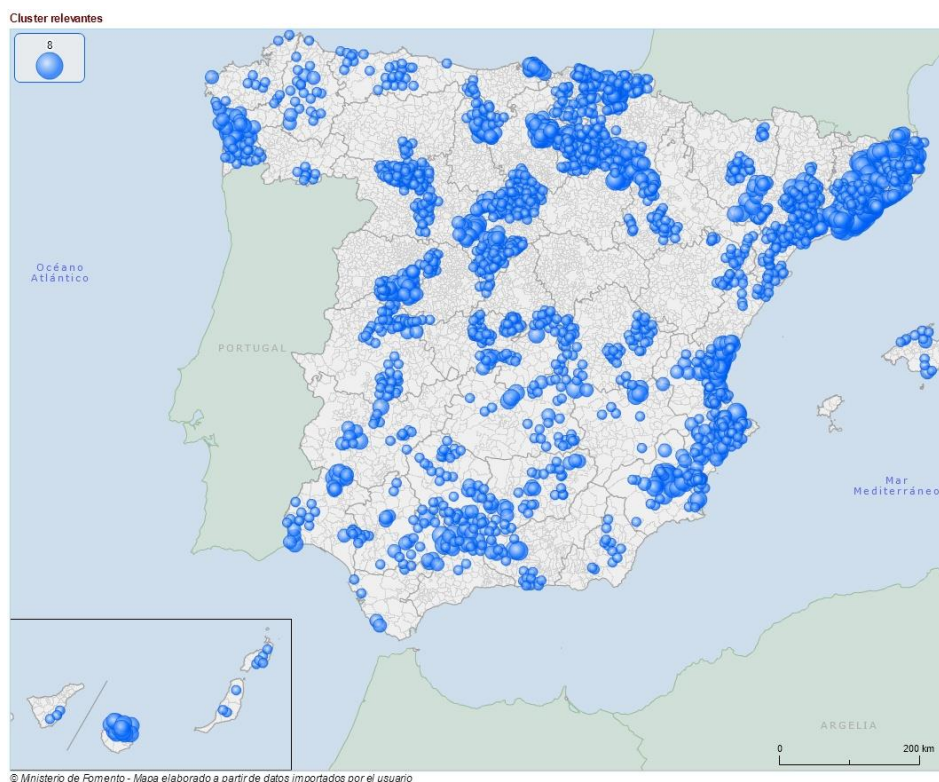 Cluster relevantes
8
Océano
Atlántico
PORTUGAL
Mar
Mediterráneo
ARGELIA
0
200 km
© Ministerio de Fomento - Mapa elaborado a partir de datos importados por el usuario